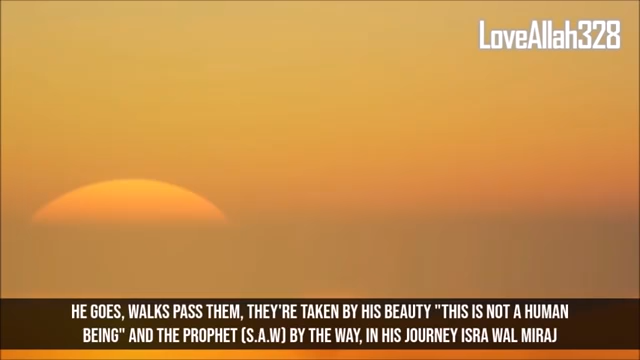 LoveAllah328
HE GOES, WALKS PASS THEM, THEY'RE TAKEN BY HIS BEAUTY "THIS IS NOT A HUMAN
BEING" AND THE PROPHET (S.A.W) BY THE WAY, IN HIS JOURNEY ISRA WAL MIRAJ